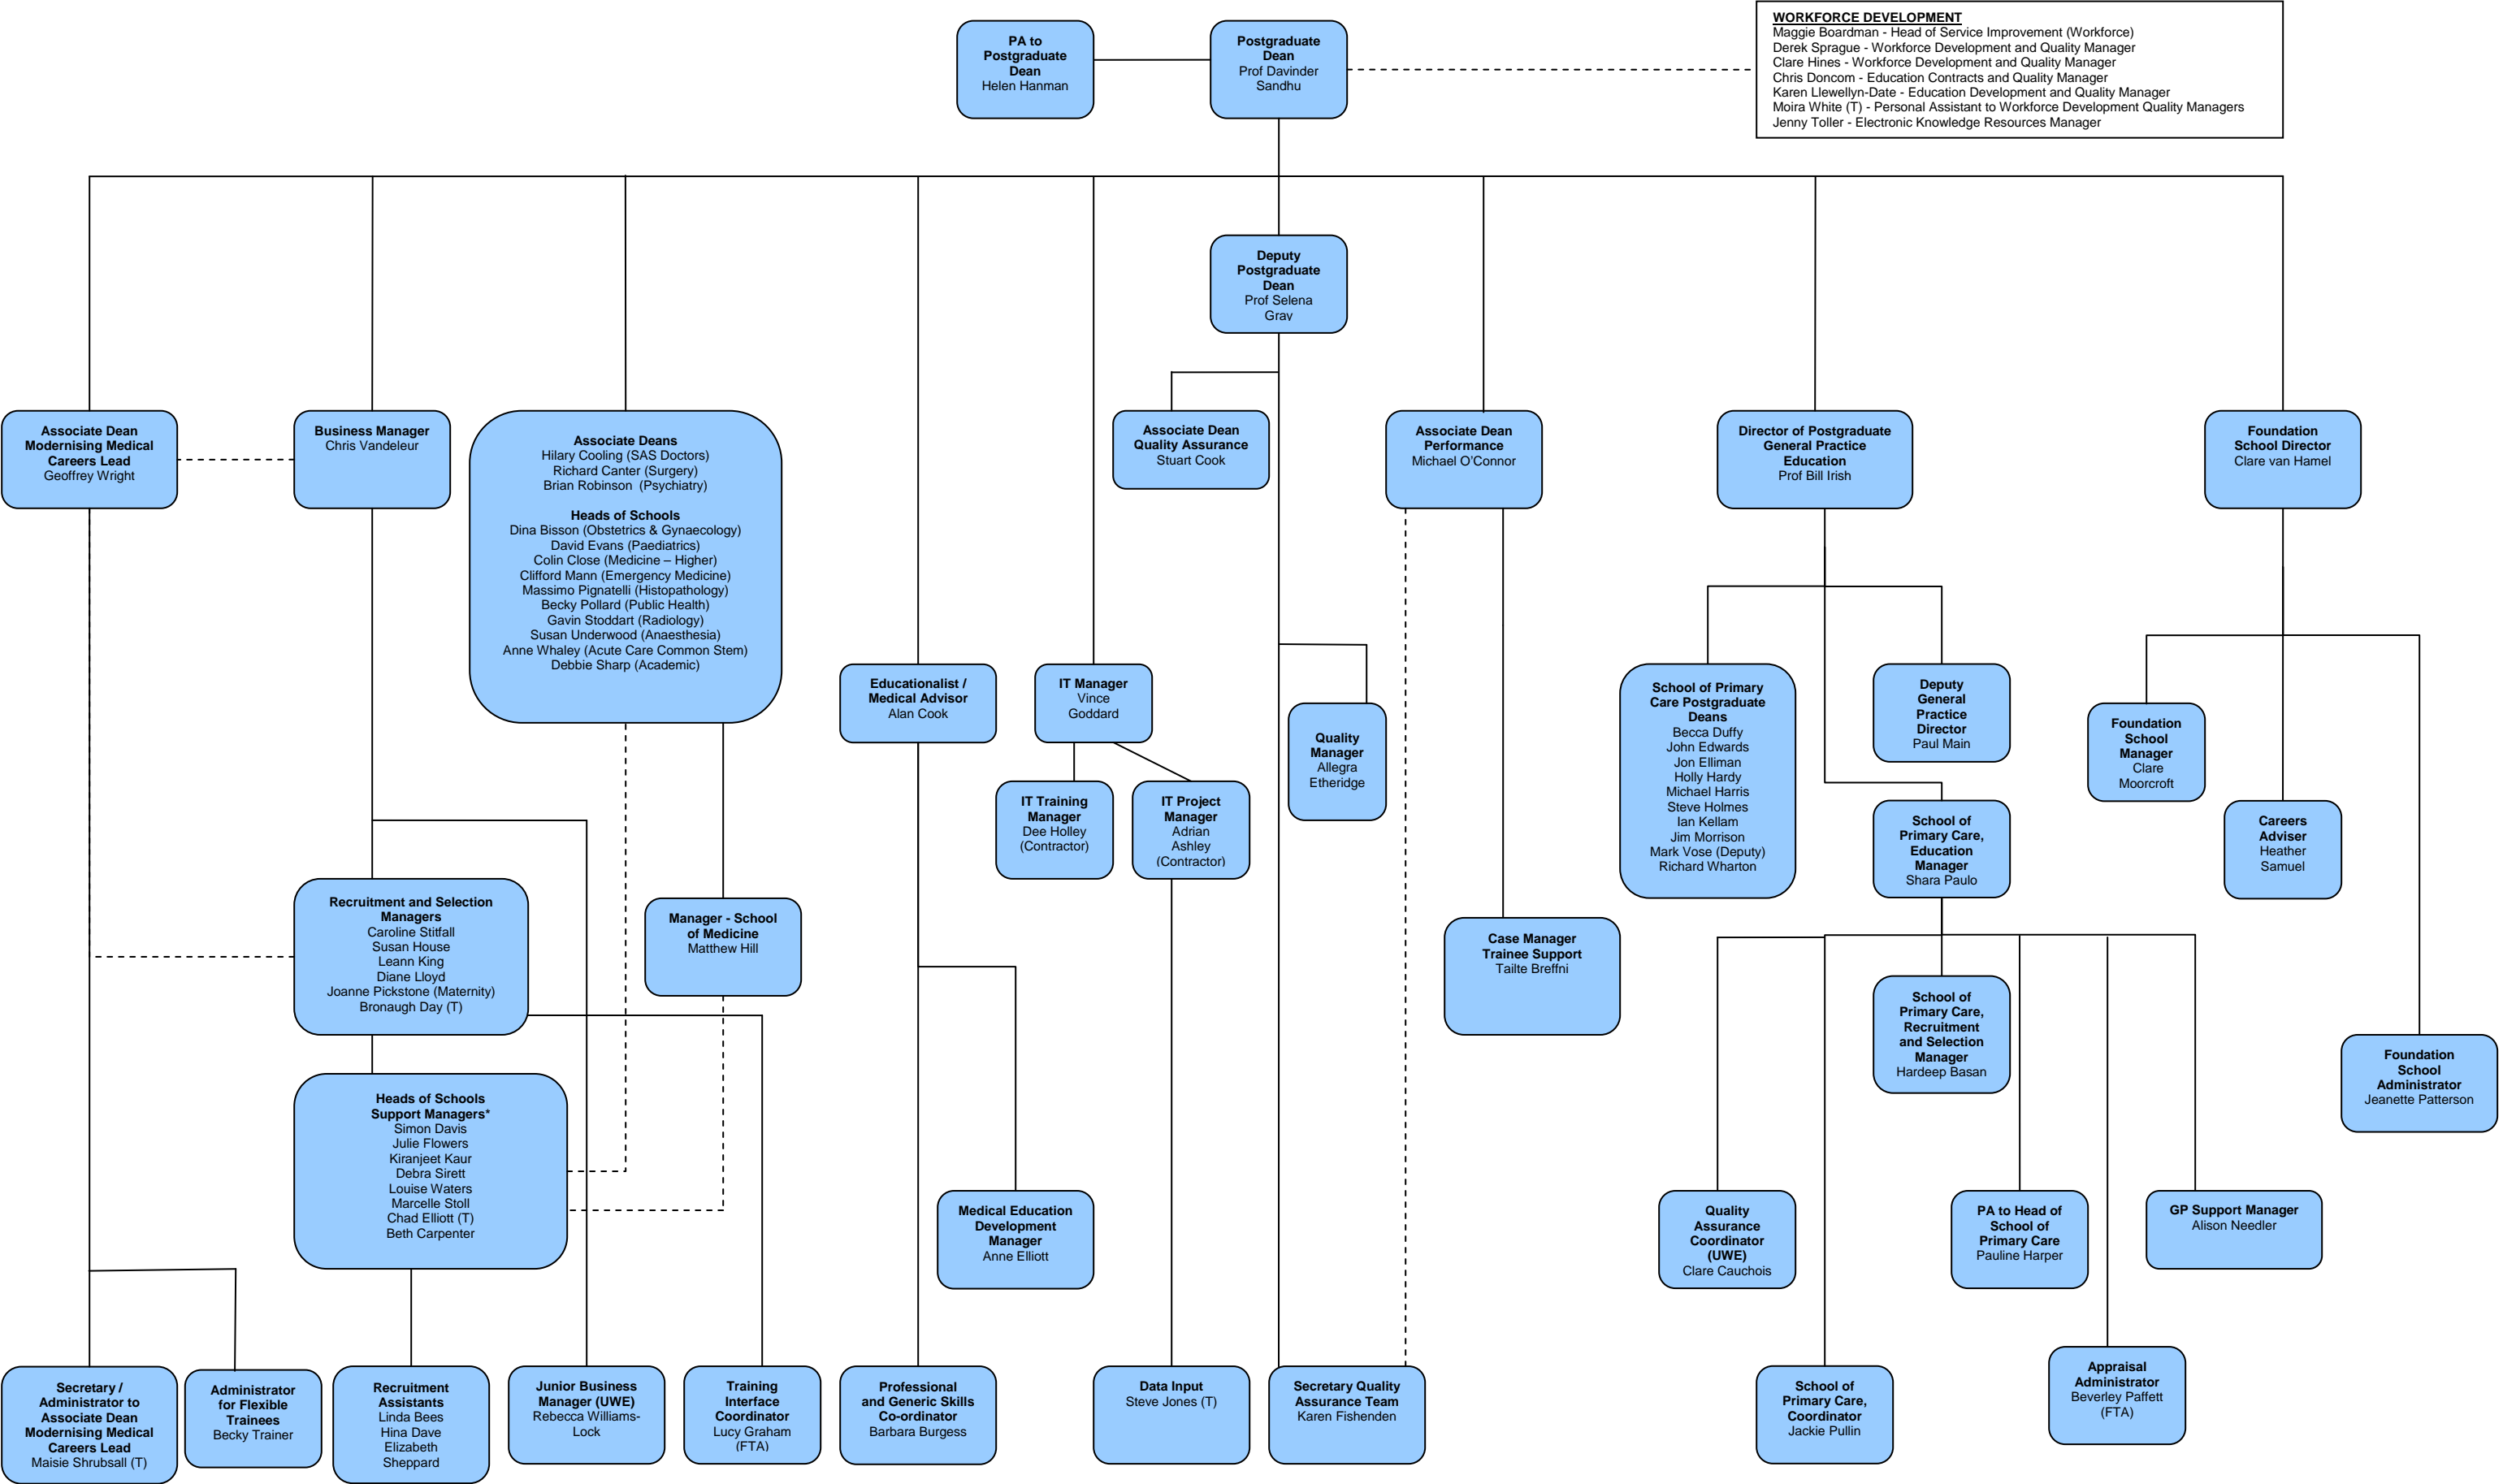 PA to
Postgraduate
Dean
Helen Hanman
Postgraduate
Dean
Prof Davinder
Sandhu
WORKFORCE DEVELOPMENT
Maggie Boardman - Head of Service Improvement (Workforce)
Derek Sprague - Workforce Development and Quality Manager
Clare Hines - Workforce Development and Quality Manager
Chris Doncom - Education Contracts and Quality Manager
Karen Llewellyn-Date - Education Development and Quality Manager
Moira White (T) - Personal Assistant to Workforce Development Quality Managers
Jenny Toller - Electronic Knowledge Resources Manager
Deputy
Postgraduate
Dean
Prof Selena
Gray
Associate Dean
Modernising Medical
Careers Lead
Geoffrey Wright
Business Manager
Chris Vandeleur
Associate Deans
Hilary Cooling (SAS Doctors)
Richard Canter (Surgery)
Brian Robinson (Psychiatry)
Heads of Schools
Dina Bisson (Obstetrics & Gynaecology)
David Evans (Paediatrics)
Colin Close (Medicine – Higher)
Clifford Mann (Emergency Medicine)
Massimo Pignatelli (Histopathology)
Becky Pollard (Public Health)
Gavin Stoddart (Radiology)
Susan Underwood (Anaesthesia)
Anne Whaley (Acute Care Common Stem)
Debbie Sharp (Academic)
Associate Dean
Quality Assurance
Stuart Cook
Associate Dean
Performance
Michael O'Connor
Director of Postgraduate
General Practice
Education
Prof Bill Irish
Foundation
School Director
Clare van Hamel
Educationalist /
Medical Advisor
Alan Cook
IT Manager
Vince
Goddard
Quality
Manager
Allegra
Etheridge
School of Primary
Care Postgraduate
Deans
Becca Duffy
John Edwards
Jon Elliman
Holly Hardy
Michael Harris
Steve Holmes
Ian Kellam
Jim Morrison
Mark Vose (Deputy)
Richard Wharton
Deputy
General
Practice
Director
Paul Main
Foundation
School
Manager
Clare
Moorcroft
IT Training
Manager
Dee Holley
(Contractor)
IT Project
Manager
Adrian
Ashley
(Contractor)
School of
Primary Care,
Education
Manager
Shara Paulo
Careers
Adviser
Heather
Samuel
Recruitment and Selection
Managers
Caroline Stitfall
Susan House
Leann King
Diane Lloyd
Joanne Pickstone (Maternity)
Bronaugh Day (T)
Manager - School
of Medicine
Matthew Hill
Case Manager
Trainee Support
Tailte Breffni
School of
Primary Care,
Recruitment
and Selection
Manager
Hardeep Basan
Foundation
School
Administrator
Jeanette Patterson
Heads of Schools
Support Managers*
Simon Davis
Julie Flowers
Kiranjeet Kaur
Debra Sirett
Louise Waters
Marcelle Stoll
Chad Elliott (T)
Beth Carpenter
Medical Education
Development
Manager
Anne Elliott
Quality
Assurance
Coordinator
(UWE)
Clare Cauchois
PA to Head of
School of
Primary Care
Pauline Harper
GP Support Manager
Alison Needler
Secretary /
Administrator to
Associate Dean
Modernising Medical
Careers Lead
Maisie Shrubsall (T)
Administrator
for Flexible
Trainees
Becky Trainer
Recruitment
Assistants
Linda Bees
Hina Dave
Elizabeth
Sheppard
Junior Business
Manager (UWE)
Rebecca Williams-
Lock
Training
Interface
Coordinator
Lucy Graham
(FTA)
Professional
and Generic Skills
Co-ordinator
Barbara Burgess
Data Input
Steve Jones (T)
Secretary Quality
Assurance Team
Karen Fishenden
School of
Primary Care,
Coordinator
Jackie Pullin
Appraisal
Administrator
Beverley Paffett
(FTA)